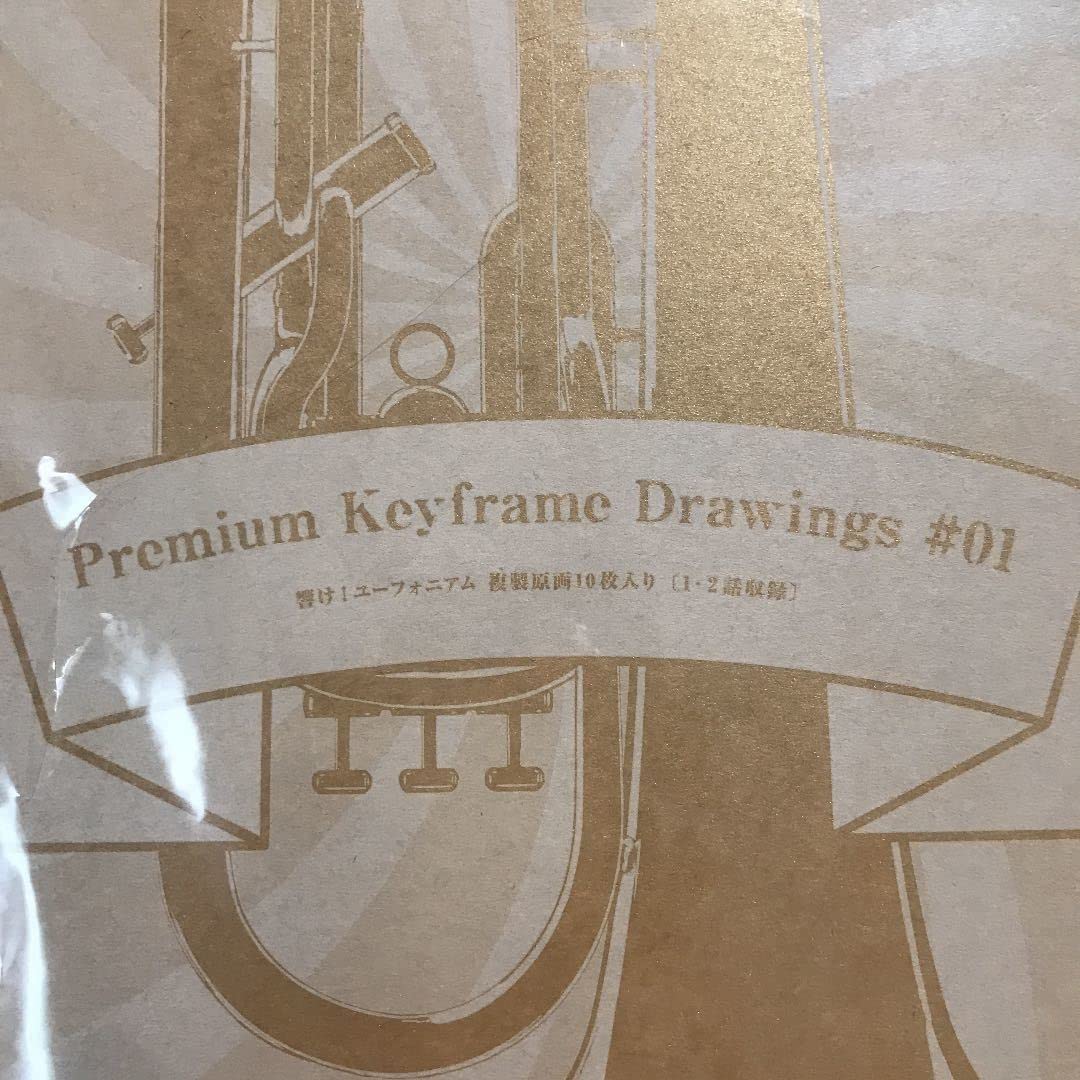 Premium Keyframe Drawings #01
響け!ユーフォニアム 複製原画10枚入り〔1・2話収録〕